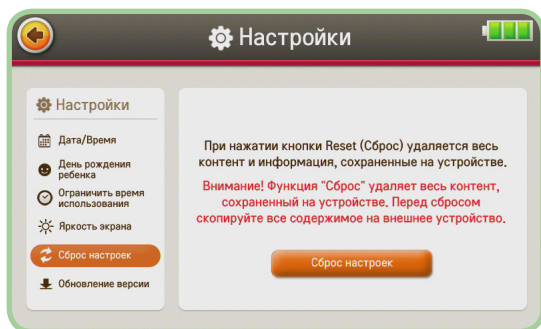 Настройки
Настройки
Дата/Время
День рождения
ребенка
Ограничить время
использования
Яркость экрана
Сброс настроек
Обновление версии
При нажатии кнопки Reset (Сброс) удаляется весь
контент и информация, сохраненные на устройстве.
Внимание! Функция "Сброс" удаляет весь контент,
сохраненный на устройстве. Перед сбросом
скопируйте все содержимое на внешнее устройство.
Сброс настроек